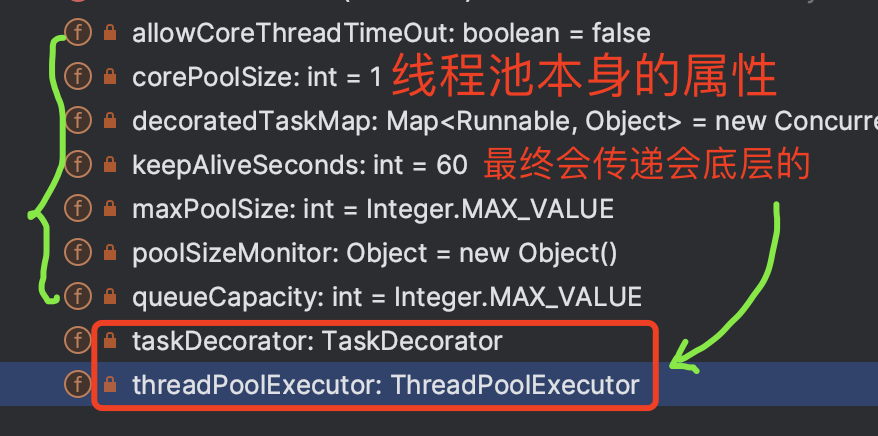 allowCoreThreadTimeOut: boolean = false
corePoolSize: int = 1 线程池本身的属性
decoratedTaskMap: Map<Runnable, Object> = new Concurre
keepAliveSeconds: int = 60 最终会传递会底层的
maxPoolSize: int = Integer.MAX_VALUE
poolSizeMonitor: Object = new Object()
queueCapacity: int = Integer.MAX_VALUE
taskDecorator: TaskDecorator
threadPoolExecutor: ThreadPoolExecutor